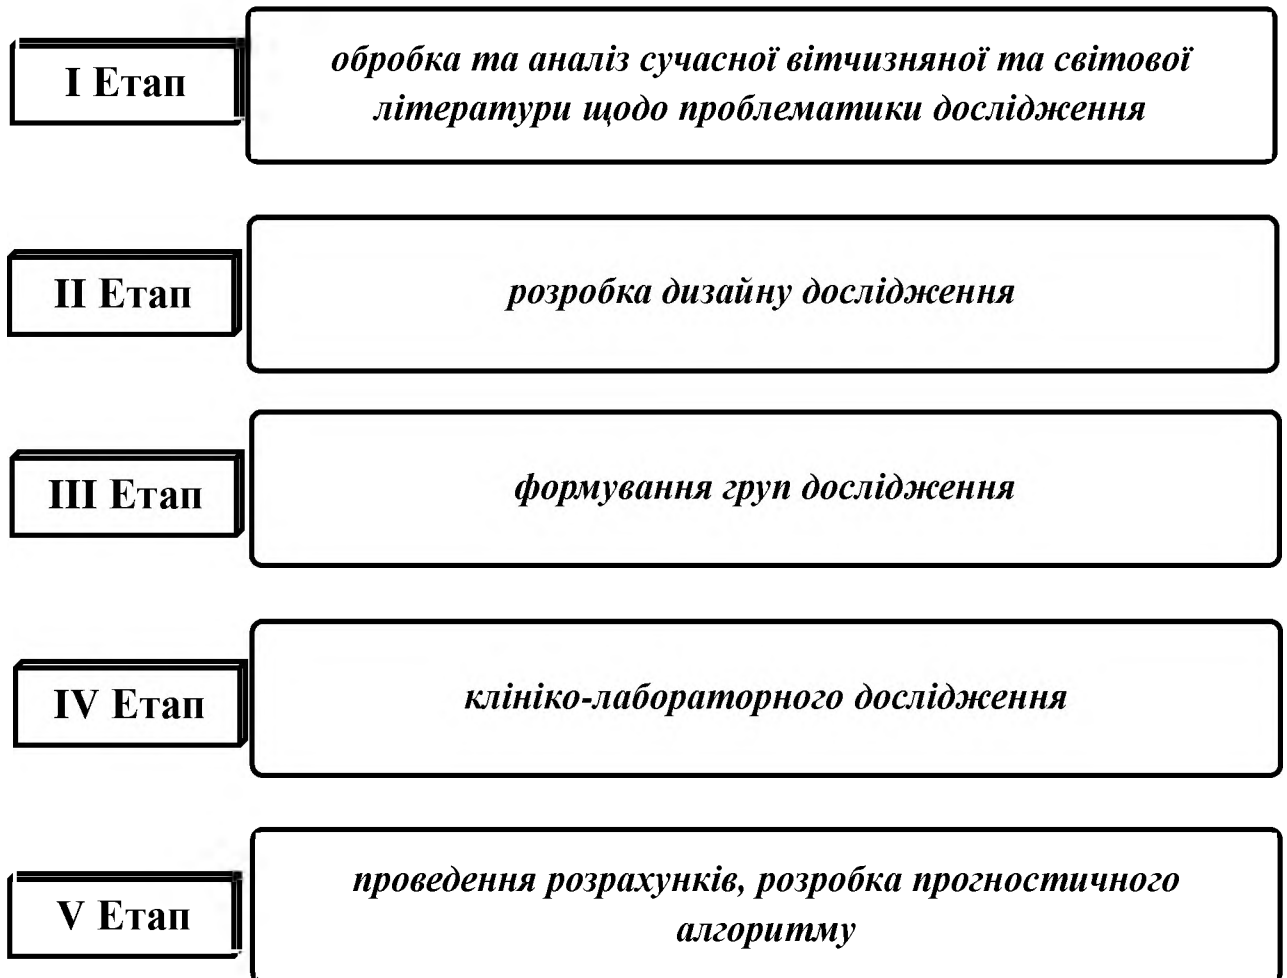 I Етап
обробка та аналіз сучасної вітчизняної та світової
літератури щодо проблематики дослідження
II Етап
розробка дизайну дослідження
III Етап
формування груп дослідження
IV Етап
клініко-лабораторного дослідження
V Етап
проведення розрахунків, розробка прогностичного
алгоритму